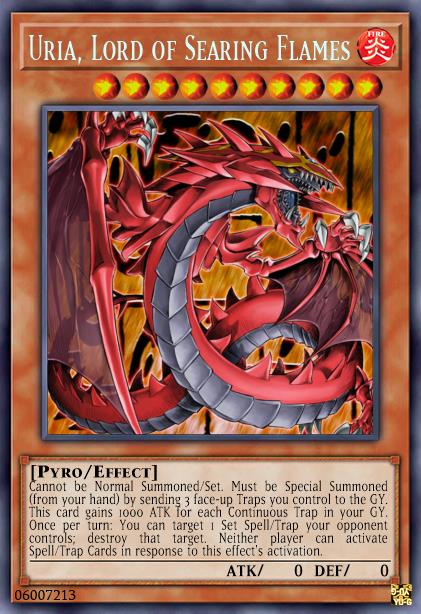 Uria, Lord of Searing Flames
FIRE
炎
[Pyro/Effect]
Cannot be Normal Summoned/Set. Must be Special Summoned
(from your hand) by sending 3 face-up Traps you control to the GY.
This card gains 1000 ATK for each Continuous Trap in your GY.
Once per turn: You can target 1 Set Spell/Trap your opponent
controls; destroy that target. Neither player can activate
Spell/Trap Cards in response to this effect's activation.
ATK/ 0 DEF/ 0
06007213